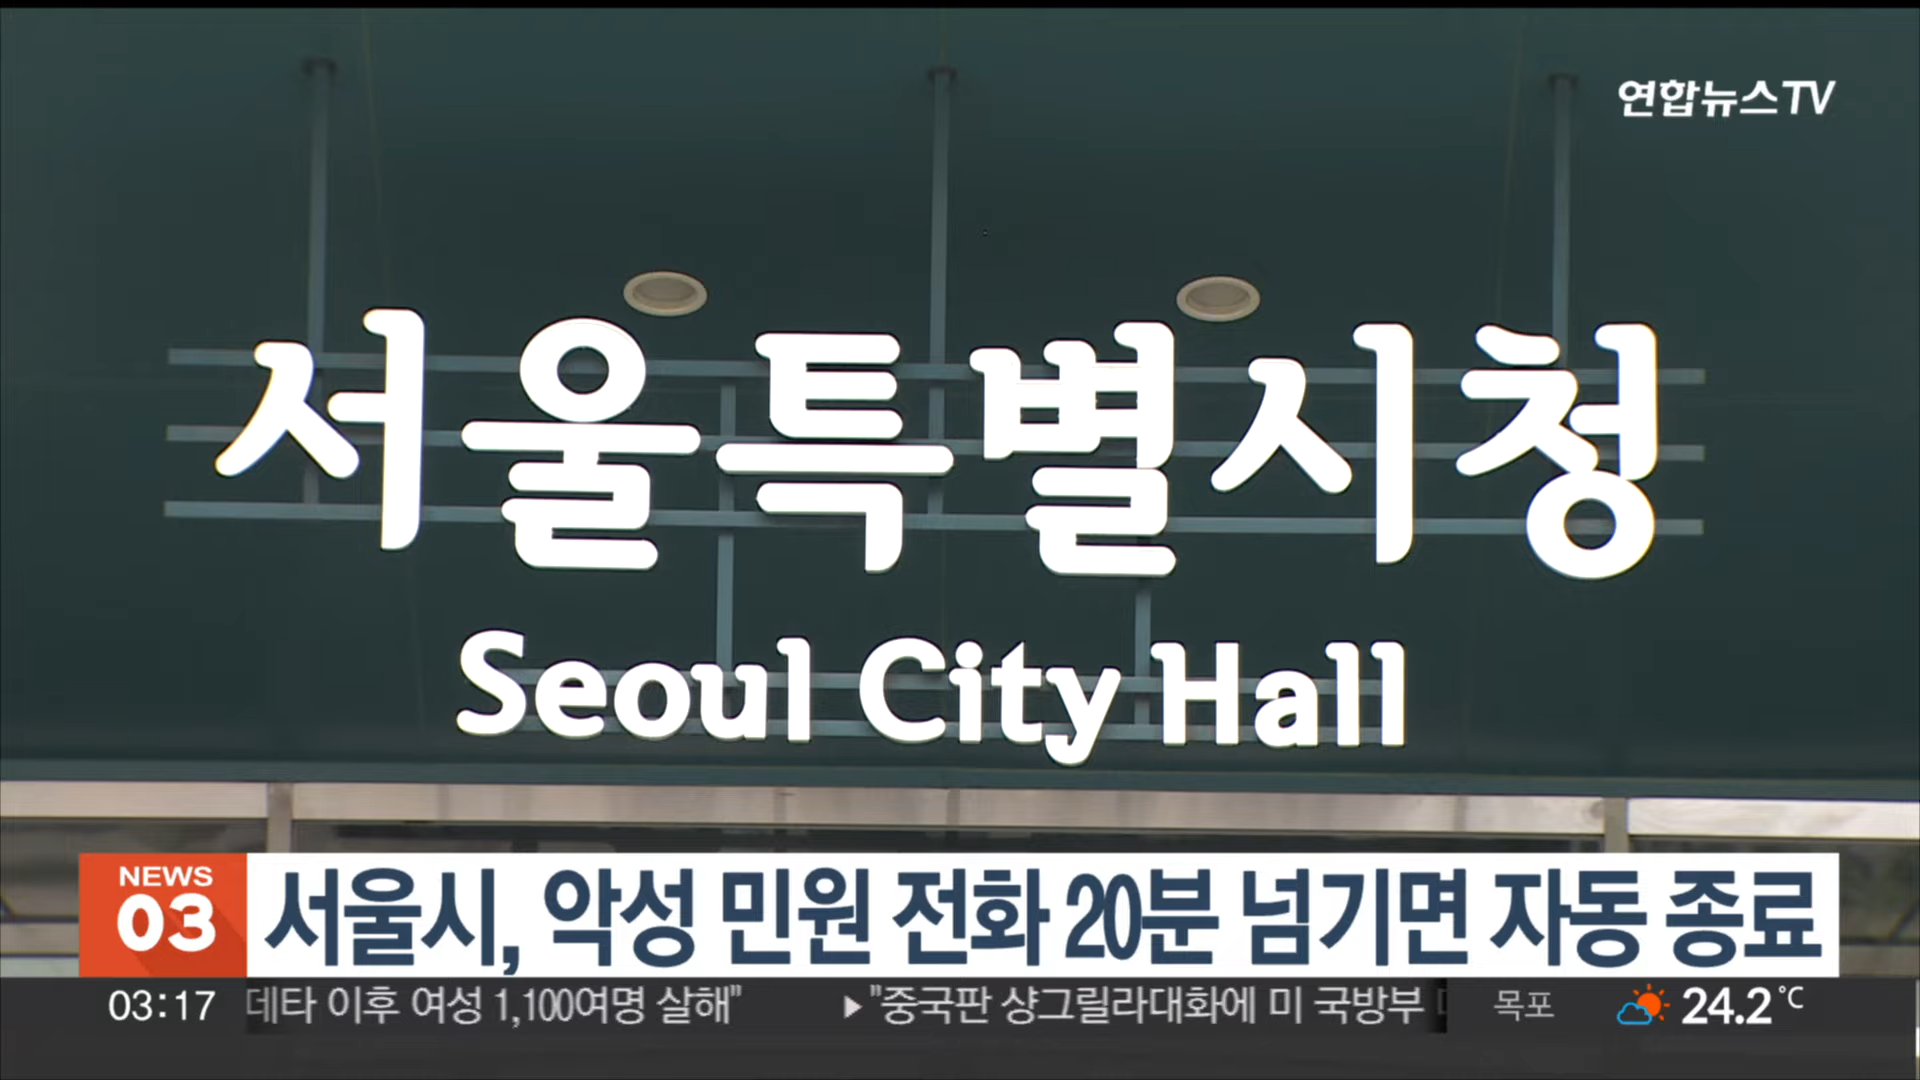 연합뉴스TV
서울특별시청
Seoul City Hall
NEWS
03
서울시, 악성 민원 전화 20분 넘기면 자동 종료
03:17 데타 이후 여성 1,100여명 살해" ▶"중국판 샹그릴라대화에 미 국방부 목포 24.2℃